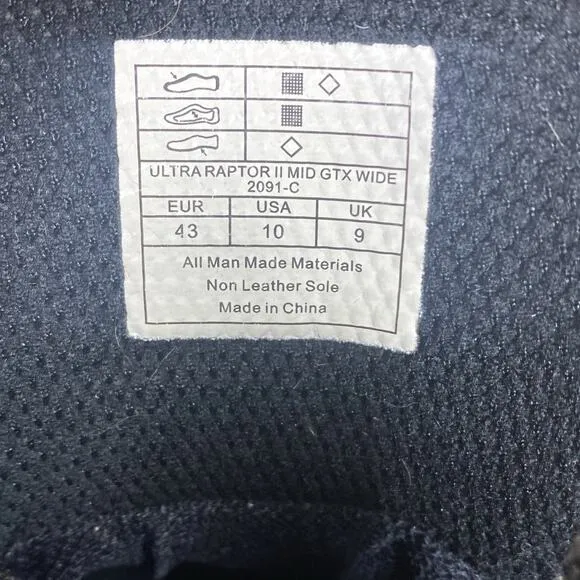 ULTRA RAPTOR II MID GTX WIDE
2091-C
EUR USA UK
43 10 9
All Man Made Materials
Non Leather Sole
Made in China